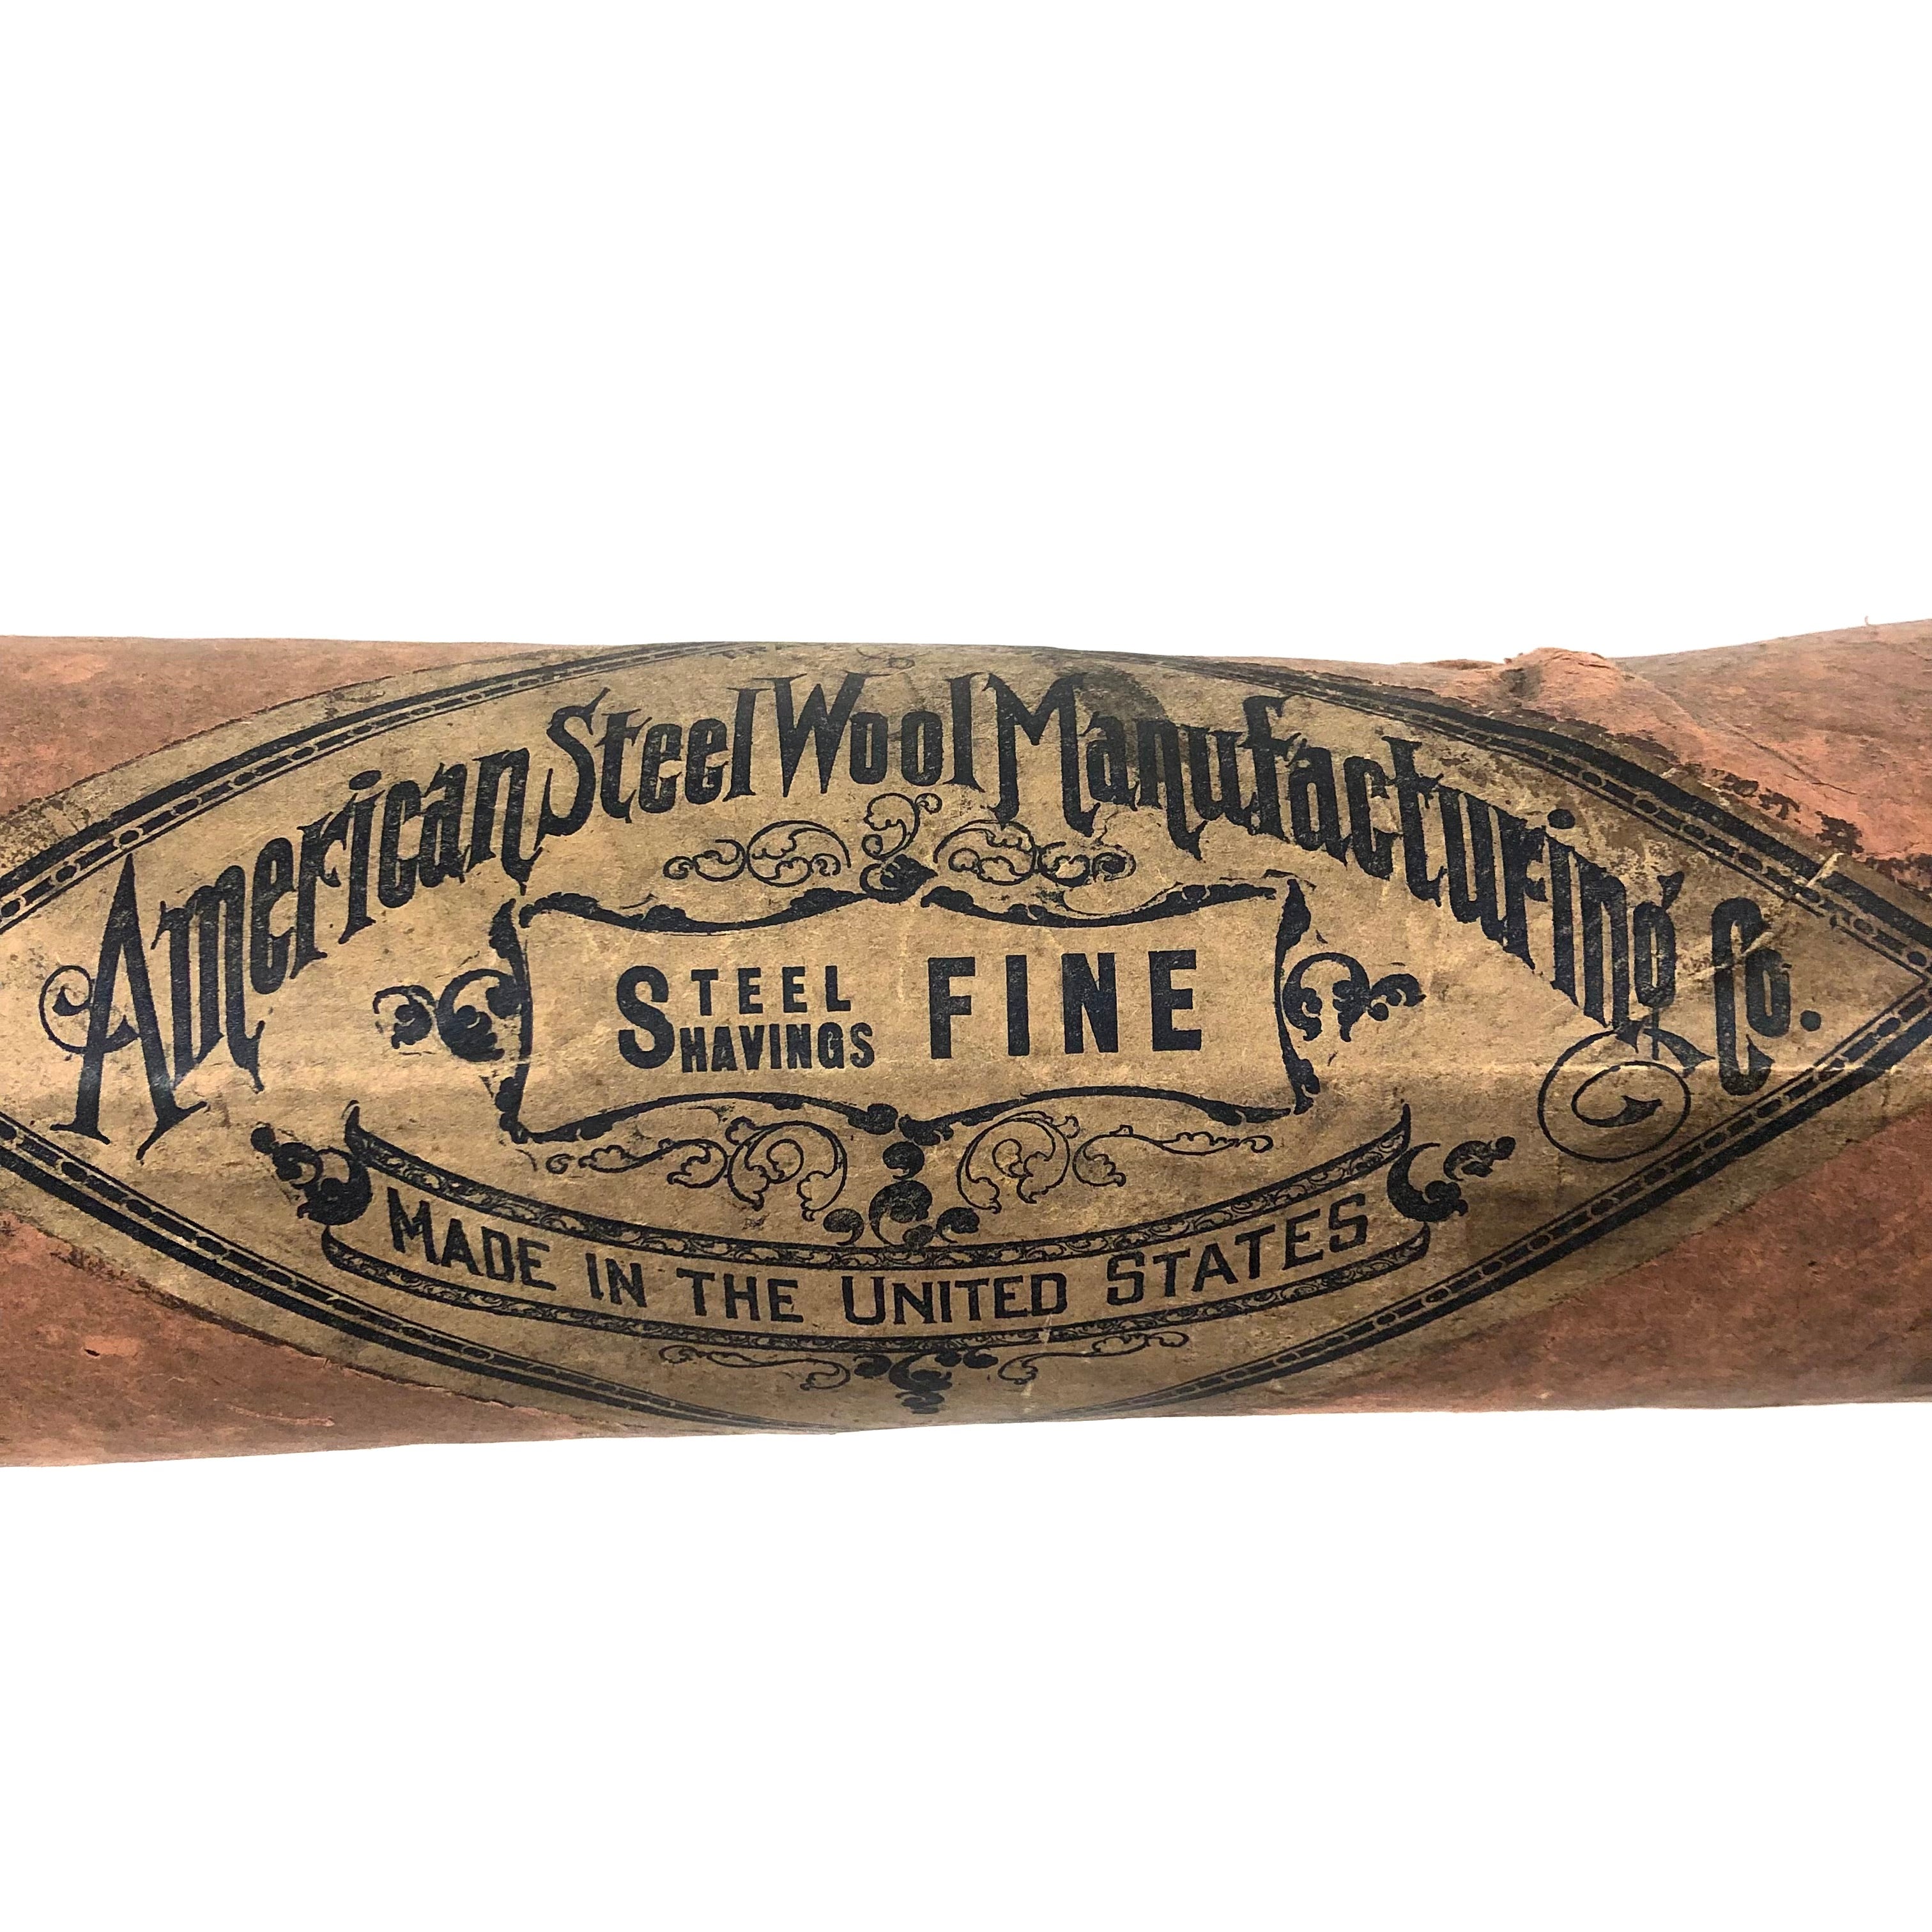 American Steel Wool Manufacturing Co.
STEEL
SHAVINGS
FINE
MADE IN THE UNITED STATES